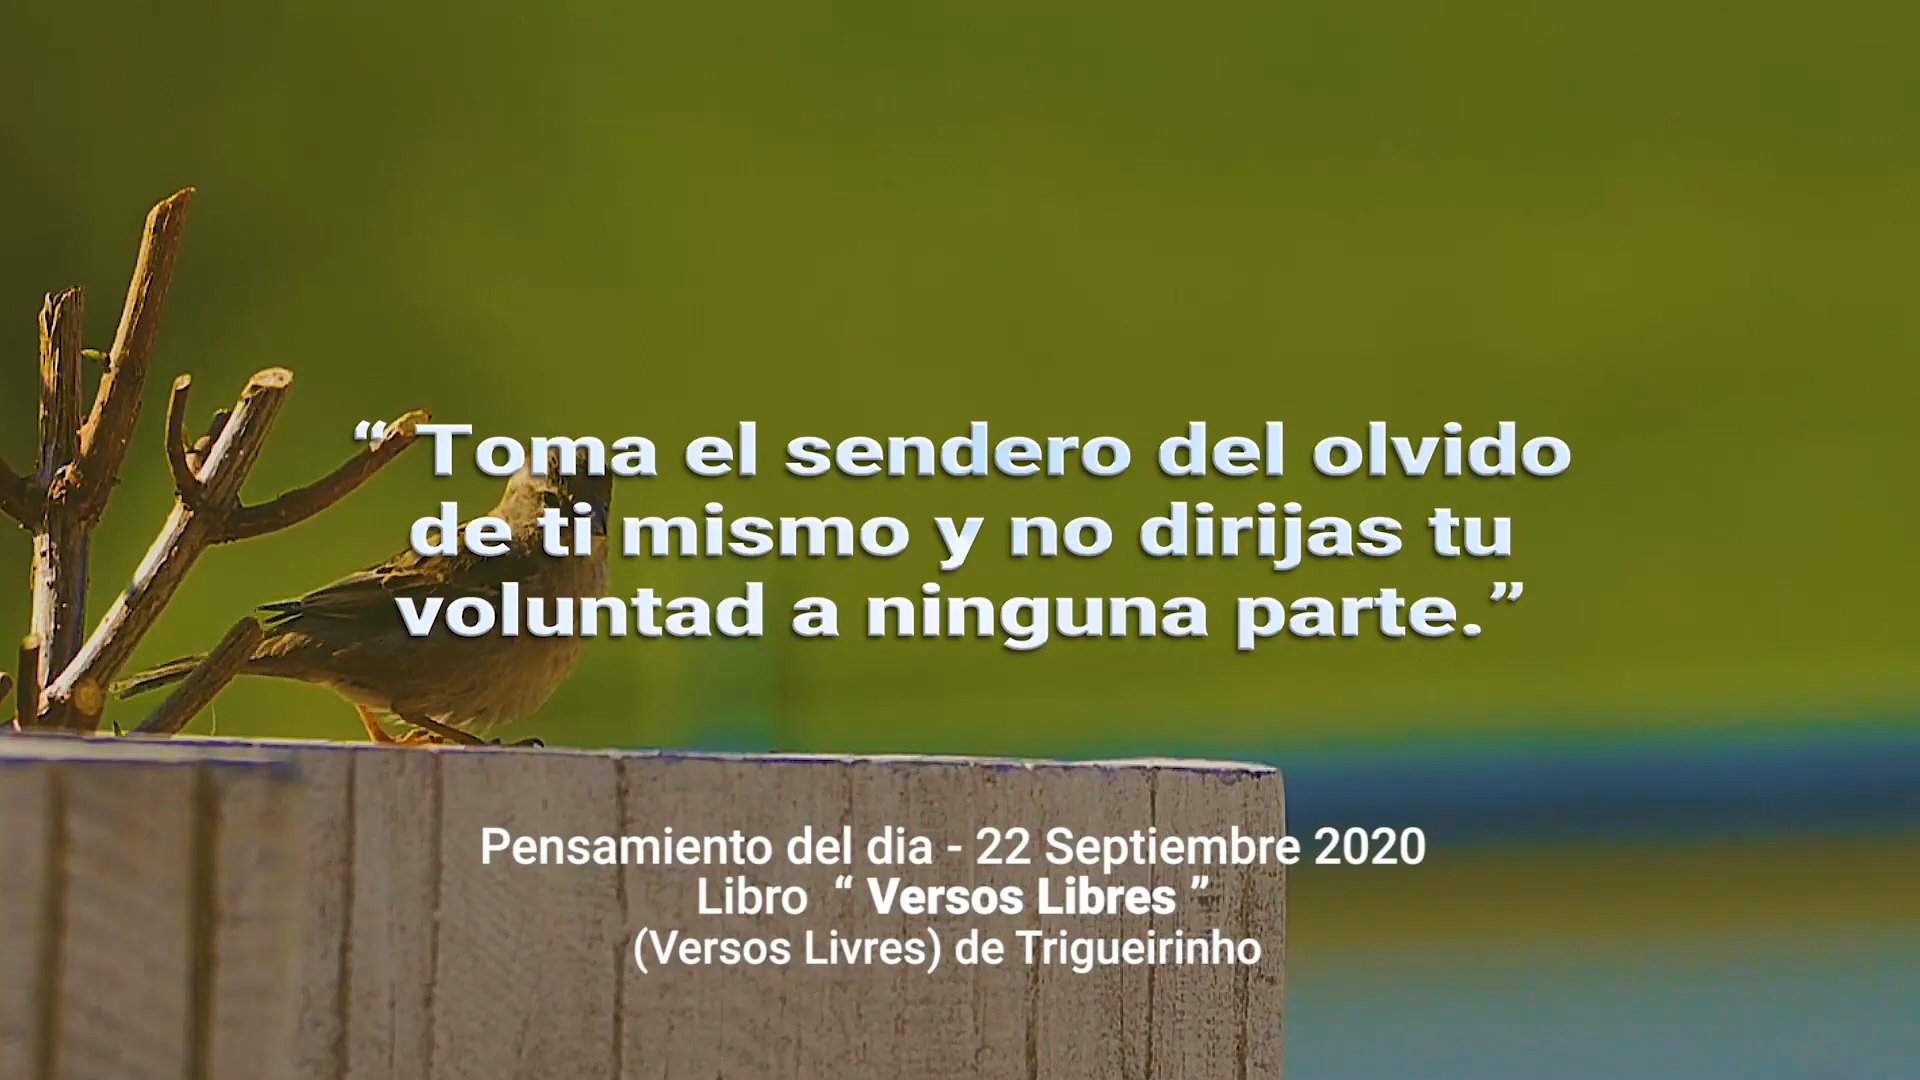 “ Toma el sendero del olvido
de ti mismo y no dirijas tu
voluntad a ninguna parte.”
Pensamiento del dia - 22 Septiembre 2020
Libro “ Versos Libres ”
(Versos Livres) de Trigueirinho